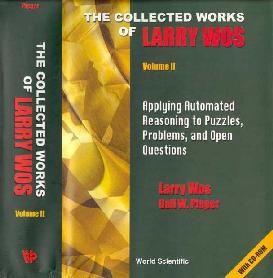 Pieper
THE COLLECTED WORKS
OF LARRY WOS
Volume II
THE COLLECTED WORKS
OF LARRY WOS
Volume II
Applying Automated
Reasoning to Puzzles,
Problems, and Open
Questions
Larry Wos
Gail W. Pieper
With CD-ROM
World Scientific